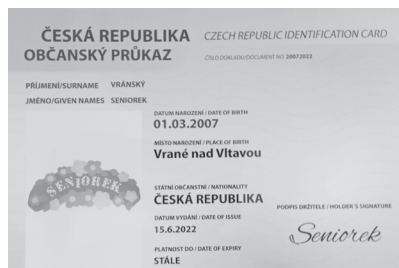 ČESKÁ REPUBLIKA
CZECH REPUBLIC IDENTIFICATION CARD
OBČANSKÝ PRŮKAZ
ČÍSLO DOKLADU/DOCUMENT NO. 20072022
PŘÍJMENÍ/SURNAME VRÁNSKÝ
JMÉNO/GIVEN NAMES SENIOREK
DATUM NAROZENÍ / DATE OF BIRTH
01.03.2007
MÍSTO NAROZENÍ / PLACE OF BIRTH
Vrané nad Vltavou
SENIOREK
STÁTNÍ OBČANSTVÍ / NATIONALITY
ČESKÁ REPUBLIKA
DATUM VYDÁNÍ / DATE OF ISSUE
15.6.2022
PLATNOST DO / DATE OF EXPIRY
STÁLE
PODPIS DRŽITELE / HOLDER'S SIGNATURE
Seniorek